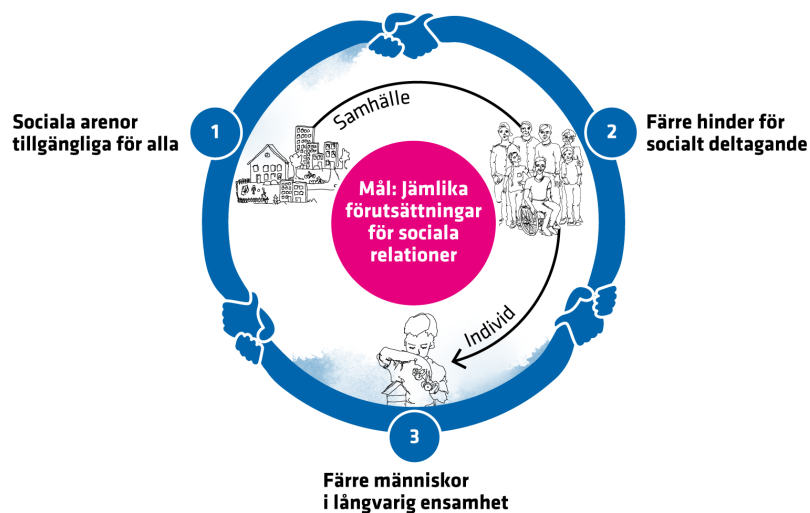 Sociala arenor
tillgängliga för alla
1
Samhälle
2
Färre hinder för
socialt deltagande
Mål: Jämlika
förutsättningar
för sociala
relationer
Individ
3
Färre människor
i långvarig ensamhet